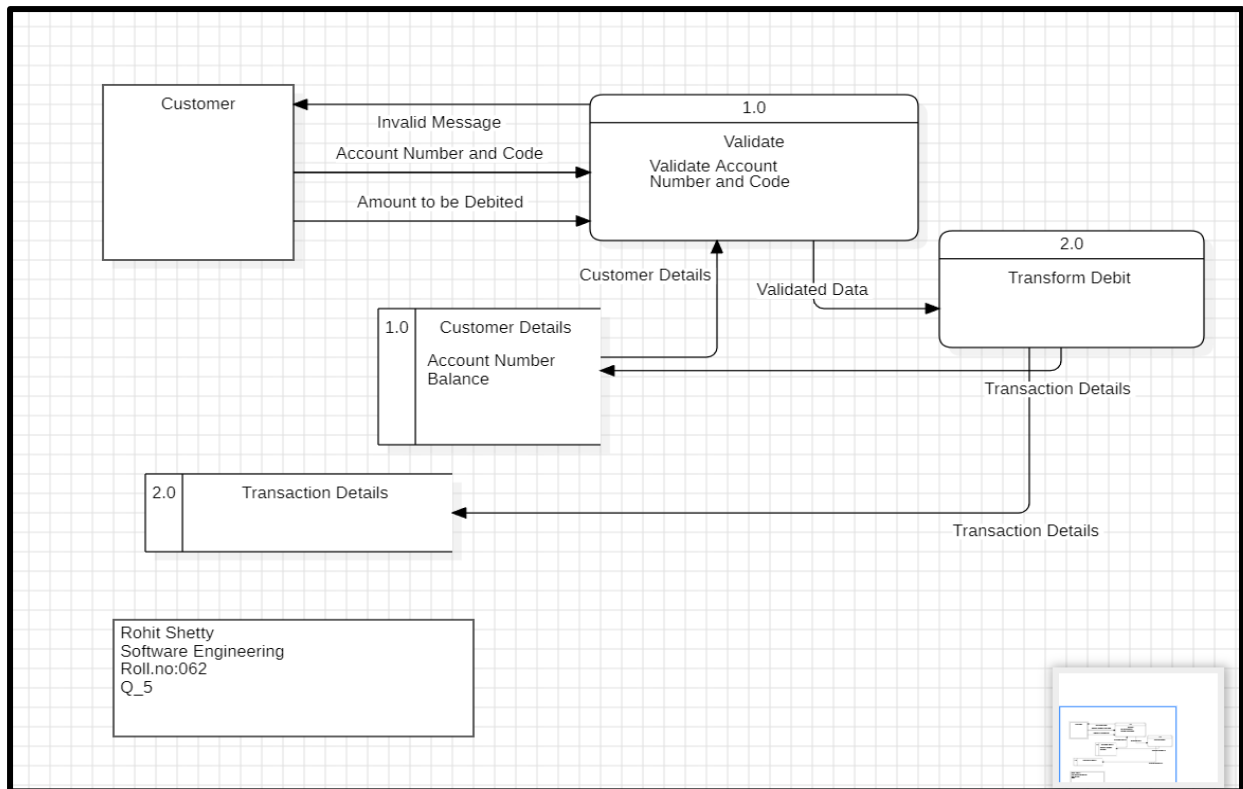 Customer
Invalid Message
Account Number and Code
Amount to be Debited
1.0
Validate
Validate Account
Number and Code
2.0
Transform Debit
Customer Details
Validated Data
1.0
Customer Details
Account Number
Balance
Transaction Details
2.0
Transaction Details
Transaction Details
Rohit Shetty
Software Engineering
Roll.no:062
Q_5